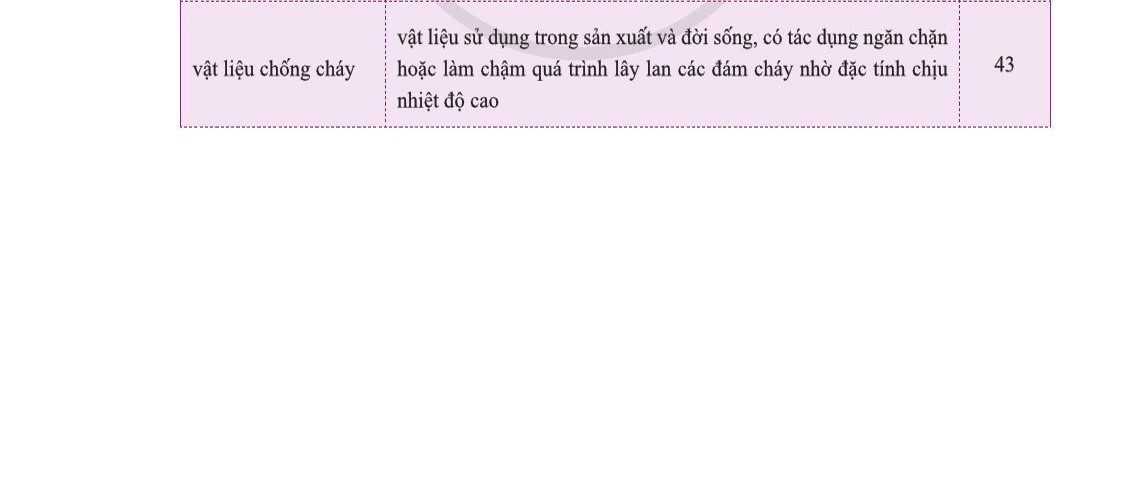 vật liệu chống cháy
vật liệu sử dụng trong sản xuất và đời sống, có tác dụng ngăn chặn
hoặc làm chậm quá trình lây lan các đám cháy nhờ đặc tính chịu
nhiệt độ cao
43